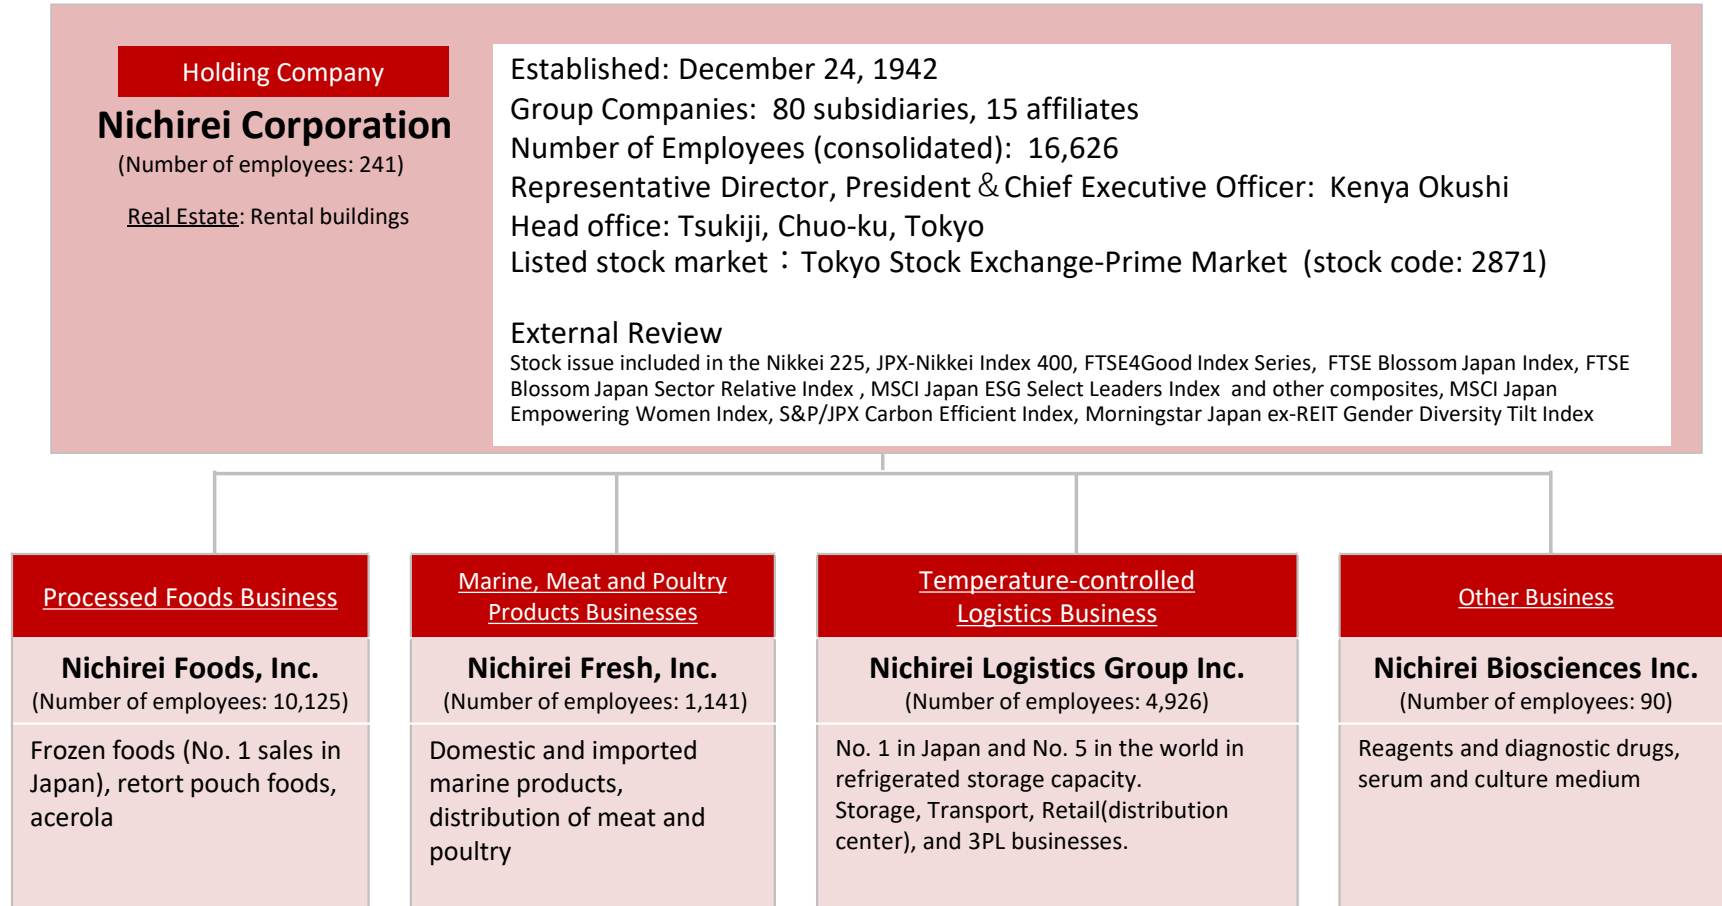 Holding Company
Nichirei Corporation
(Number of employees: 241)
Real Estate: Rental buildings
Established: December 24, 1942
Group Companies:  80 subsidiaries, 15 affiliates
Number of Employees (consolidated):  16,626
Representative Director, President＆Chief Executive Officer:  Kenya Okushi
Head office: Tsukiji, Chuo-ku, Tokyo
Listed stock market：Tokyo Stock Exchange-Prime Market  (stock code: 2871)
External Review
Stock issue included in the Nikkei 225, JPX-Nikkei Index 400, FTSE4Good Index Series,  FTSE Blossom Japan Index, FTSE
Blossom Japan Sector Relative Index , MSCI Japan ESG Select Leaders Index  and other composites, MSCI Japan
Empowering Women Index, S&P/JPX Carbon Efficient Index, Morningstar Japan ex-REIT Gender Diversity Tilt Index
Processed Foods Business
Nichirei Foods, Inc.
(Number of employees: 10,125)
Frozen foods (No. 1 sales in
Japan), retort pouch foods,
acerola
Marine, Meat and Poultry
Products Businesses
Nichirei Fresh, Inc.
(Number of employees: 1,141)
Domestic and imported
marine products,
distribution of meat and
poultry
Temperature-controlled
Logistics Business
Nichirei Logistics Group Inc.
(Number of employees: 4,926)
No. 1 in Japan and No. 5 in the world in
refrigerated storage capacity.
Storage, Transport, Retail(distribution
center), and 3PL businesses.
Other Business
Nichirei Biosciences Inc.
(Number of employees: 90)
Reagents and diagnostic drugs,
serum and culture medium